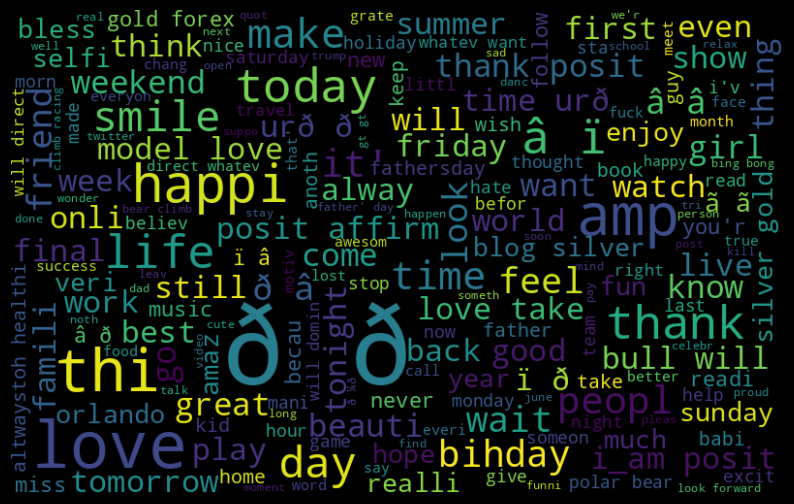 real
quot
we'r
bless
gold forex
next
grate
summer
first
even
well
nice
make
holiday
whatev want
follow
sta
school
meet
show
thing
selfi
think
chang
open
saturday
trump
new
sad
danc
relax
thank posit
guy
i'v
morn
weekend
today
keep
littl
time urð
â â
face
everyon
made
smile
travel
fuck
month
will direct
friend
climb racing
twitter
suppo
urð ð
gt gt
will
wish
â ï
enjoy
girl
model love
that
it'
friday
thought
book
happy
bing bong
direct whatev
fathersday
week
happi
anoth
alway
hate
want
watch
read
wonder
done
bear climb
stay
father' day
happen
befor
look
amp
tri
ã ã
person
silver gold
onli
believ
posit affirm
world
you'r
true
final
life
ï â
awesom
come
soon
blog silver
post
kill
live
success
motiv
lost
stop
time
feel
mind
right
know
altwaystoh healthi
veri
dad
leav
still
ð â
someth
fun
work
music
tonight
love take
pay
team
last
thank
famili
â ð
noth
best
cute
becau
will domin
ð ð
now
father
celebr
food
amaz
video
back
good
bull will
thi
go
talk
call
ï ð
take
better
readi
great
long
mani
year
peopl
help
proud
orlando
never
monday
june
sunday
kid
hour
beauti
everi
wait
night
pleas
love
play
game
find
someon
much
babi
day
hope
bihday
i_am posit
excit
miss
tomorrow
home
say
realli
give
funni
polar bear
look forward
moment
word